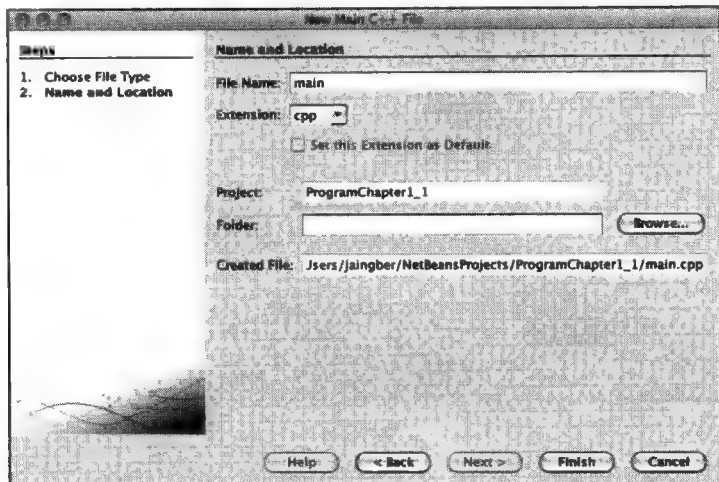 New Main C++ File
Steps
1. Choose File Type
2. Name and Location
Name and Location
File Name: main
Extension: cpp
Set this Extension as Default
Project: ProgramChapter1_1
Folder:
Browse...
Created File: Jsers/jaingber/NetBeansProjects/ProgramChapter1_1/main.cpp
Help
< Back
Next >
Finish
Cancel